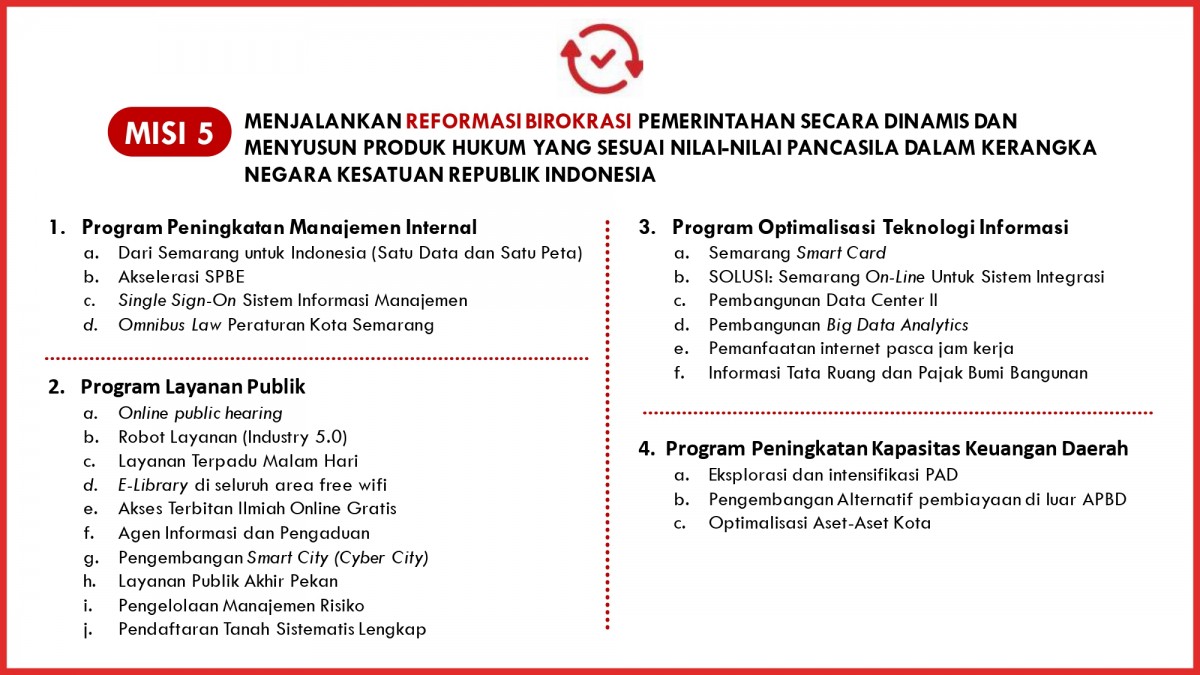 MISI 5
MENJALANKAN REFORMASI BIROKRASI PEMERINTAHAN SECARA DINAMIS DAN
MENYUSUN PRODUK HUKUM YANG SESUAI NILAI-NILAI PANCASILA DALAM KERANGKA
NEGARA KESATUAN REPUBLIK INDONESIA
1. Program Peningkatan Manajemen Internal
a. Dari Semarang untuk Indonesia (Satu Data dan Satu Peta)
b. Akselerasi SPBE
c. Single Sign-On Sistem Informasi Manajemen
d. Omnibus Law Peraturan Kota Semarang
2. Program Layanan Publik
a. Online public hearing
b. Robot Layanan (Industry 5.0)
c. Layanan Terpadu Malam Hari
d. E-Library di seluruh area free wifi
e. Akses Terbitan Ilmiah Online Gratis
f. Agen Informasi dan Pengaduan
g. Pengembangan Smart City (Cyber City)
h. Layanan Publik Akhir Pekan
i. Pengelolaan Manajemen Risiko
j. Pendaftaran Tanah Sistematis Lengkap
3. Program Optimalisasi Teknologi Informasi
a. Semarang Smart Card
b. SOLUSI: Semarang On-Line Untuk Sistem Integrasi
c. Pembangunan Data Center II
d. Pembangunan Big Data Analytics
e. Pemanfaatan internet pasca jam kerja
f. Informasi Tata Ruang dan Pajak Bumi Bangunan
4. Program Peningkatan Kapasitas Keuangan Daerah
a. Eksplorasi dan intensifikasi PAD
b. Pengembangan Alternatif pembiayaan di luar APBD
c. Optimalisasi Aset-Aset Kota